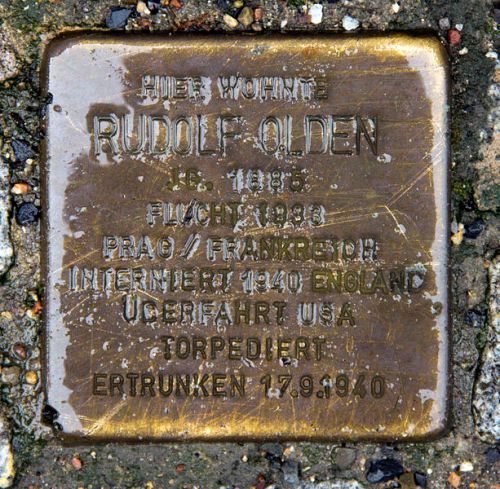 HIER WOHNTE
RUDOLF OLDEN
JG. 1885
FLUCHT 1933
PRAG / FRANKREICH
INTERNIERT 1940 ENGLAND
ÜBERFAHRT USA
TORPEDIERT
ERTRUNKEN 17.9.1940